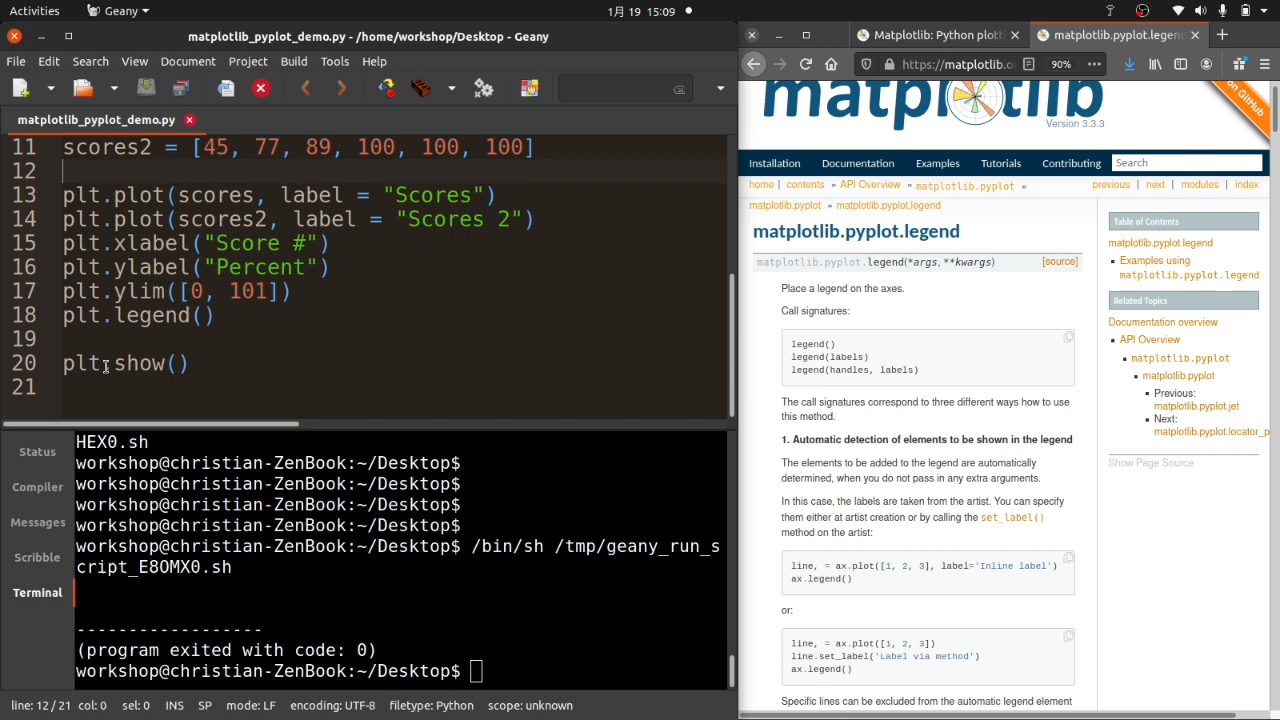 Activities
Geany
1月 19 15:09
matplotlib_pyplot_demo.py - /home/workshop/Desktop - Geany
File Edit Search View Document Project Build Tools Help
matplotlib_pyplot_demo.py
11 scores2 = [45, 77, 89, 100, 100, 100]
12
13 plt.plot(scores, label = "Scores")
14 plt.plot(scores2, label = "Scores 2")
15 plt.xlabel("Score #")
16 plt.ylabel("Percent")
17 plt.ylim([0, 101])
18 plt.legend()
19
20 plt.show()
21
Status
Compiler
Messages
Scribble
Terminal
HEX0.sh
workshop@christian-ZenBook:~/Desktop$
workshop@christian-ZenBook:~/Desktop$
workshop@christian-ZenBook:~/Desktop$
workshop@christian-ZenBook:~/Desktop$
workshop@christian-ZenBook:~/Desktop$ /bin/sh /tmp/geany_run_s
cript_E8OMX0.sh
------------------
(program exited with code: 0)
workshop@christian-ZenBook:~/Desktop$
line: 12 / 21 col: 0 sel: 0 INS SP mode: LF encoding: UTF-8 filetype: Python scope: unknown
Matplotlib: Python plotti
matplotlib.pyplot.legend
https://matplotlib.o
90%
matplotlib
Version 3.3.3
on GitHub
Installation Documentation Examples Tutorials Contributing Search
home | contents » API Overview » matplotlib.pyplot »
previous | next | modules | index
matplotlib.pyplot » matplotlib.pyplot.legend
matplotlib.pyplot.legend
matplotlib.pyplot.legend(*args, **kwargs) [source]
Place a legend on the axes.
Call signatures:
legend()
legend(labels)
legend(handles, labels)
The call signatures correspond to three different ways how to use
this method.
1. Automatic detection of elements to be shown in the legend
The elements to be added to the legend are automatically
determined, when you do not pass in any extra arguments.
In this case, the labels are taken from the artist. You can specify
them either at artist creation or by calling the set_label()
method on the artist:
line, = ax.plot([1, 2, 3], label='Inline label')
ax.legend()
or:
line, = ax.plot([1, 2, 3])
line.set_label('Label via method')
ax.legend()
Specific lines can be excluded from the automatic legend element
Table of Contents
matplotlib.pyplot.legend
Examples using
matplotlib.pyplot.legend
Related Topics
Documentation overview
API Overview
matplotlib.pyplot
matplotlib.pyplot
Previous:
matplotlib.pyplot.jet
Next:
matplotlib.pyplot.locator_p
Show Page Source